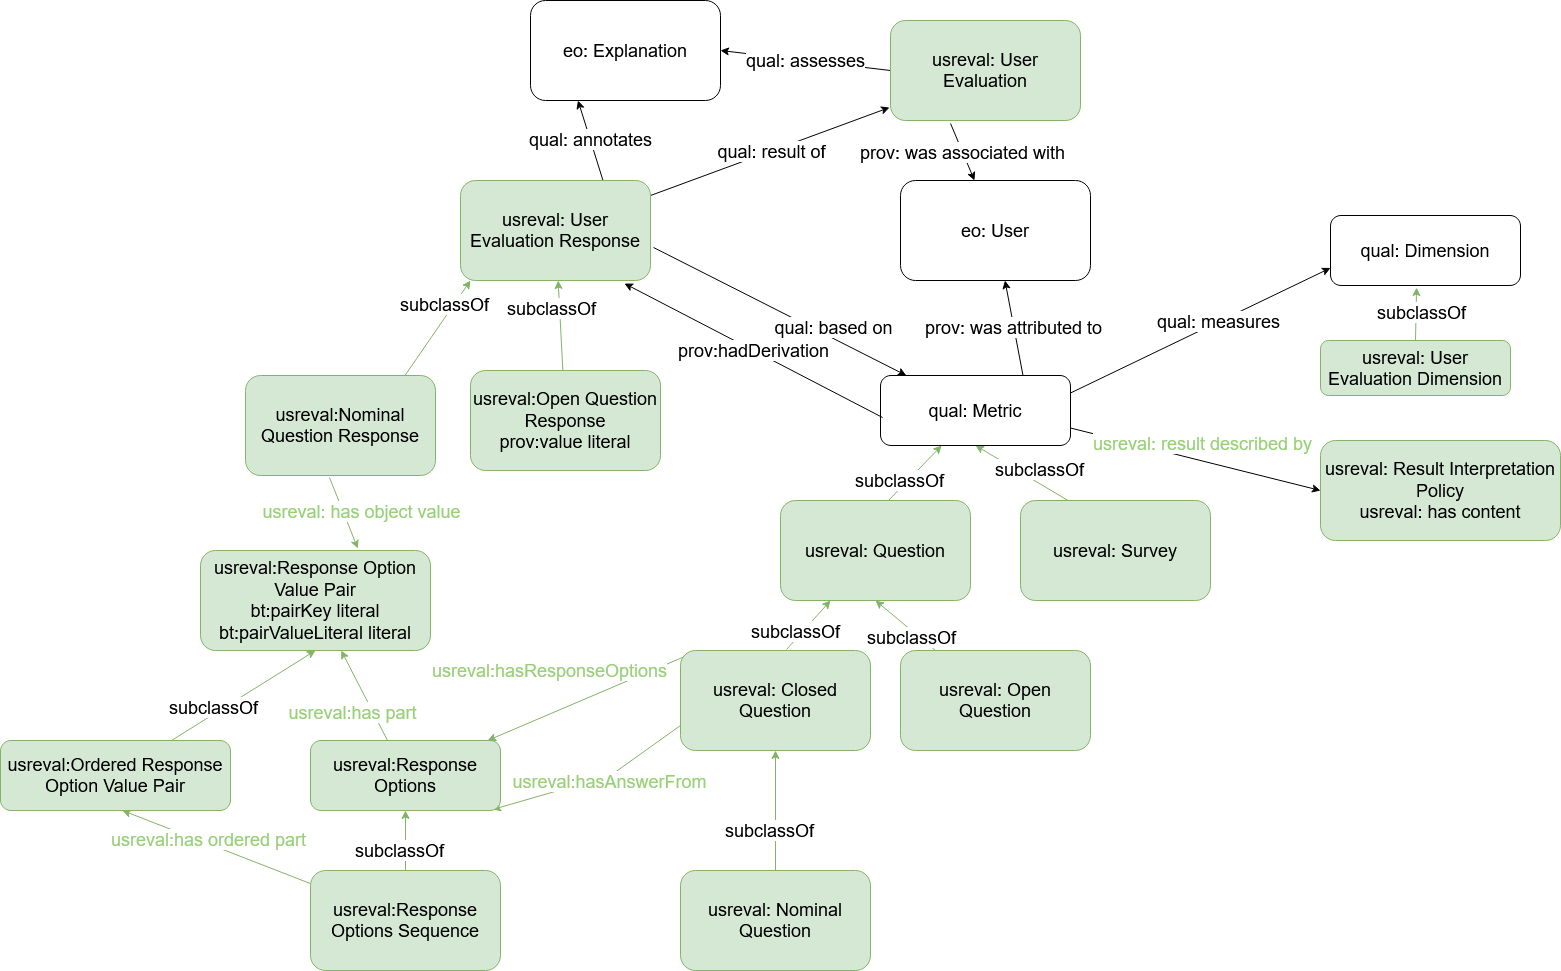 eo: Explanation
usreval: User
Evaluation
qual: assesses
qual: annotates
qual: result of
prov: was associated with
usreval: User
Evaluation Response
eo: User
qual: Dimension
subclassOf
subclassOf
qual: based on
prov: was attributed to
qual: measures
subclassOf
prov:hadDerivation
usreval: User
Evaluation Dimension
usreval:Nominal
Question Response
usreval:Open Question
Response
prov:value literal
qual: Metric
usreval: result described by
subclassOf
subclassOf
usreval: Result Interpretation
Policy
usreval: has content
usreval: has object value
usreval: Question
usreval: Survey
usreval:Response Option
Value Pair
bt:pairKey literal
bt:pairValueLiteral literal
subclassOf
subclassOf
usreval:hasResponseOptions
usreval: Closed
Question
usreval: Open
Question
subclassOf
usreval:has part
usreval:Ordered Response
Option Value Pair
usreval:Response
Options
usreval:hasAnswerFrom
usreval:has ordered part
subclassOf
subclassOf
usreval:Response
Options Sequence
usreval: Nominal
Question